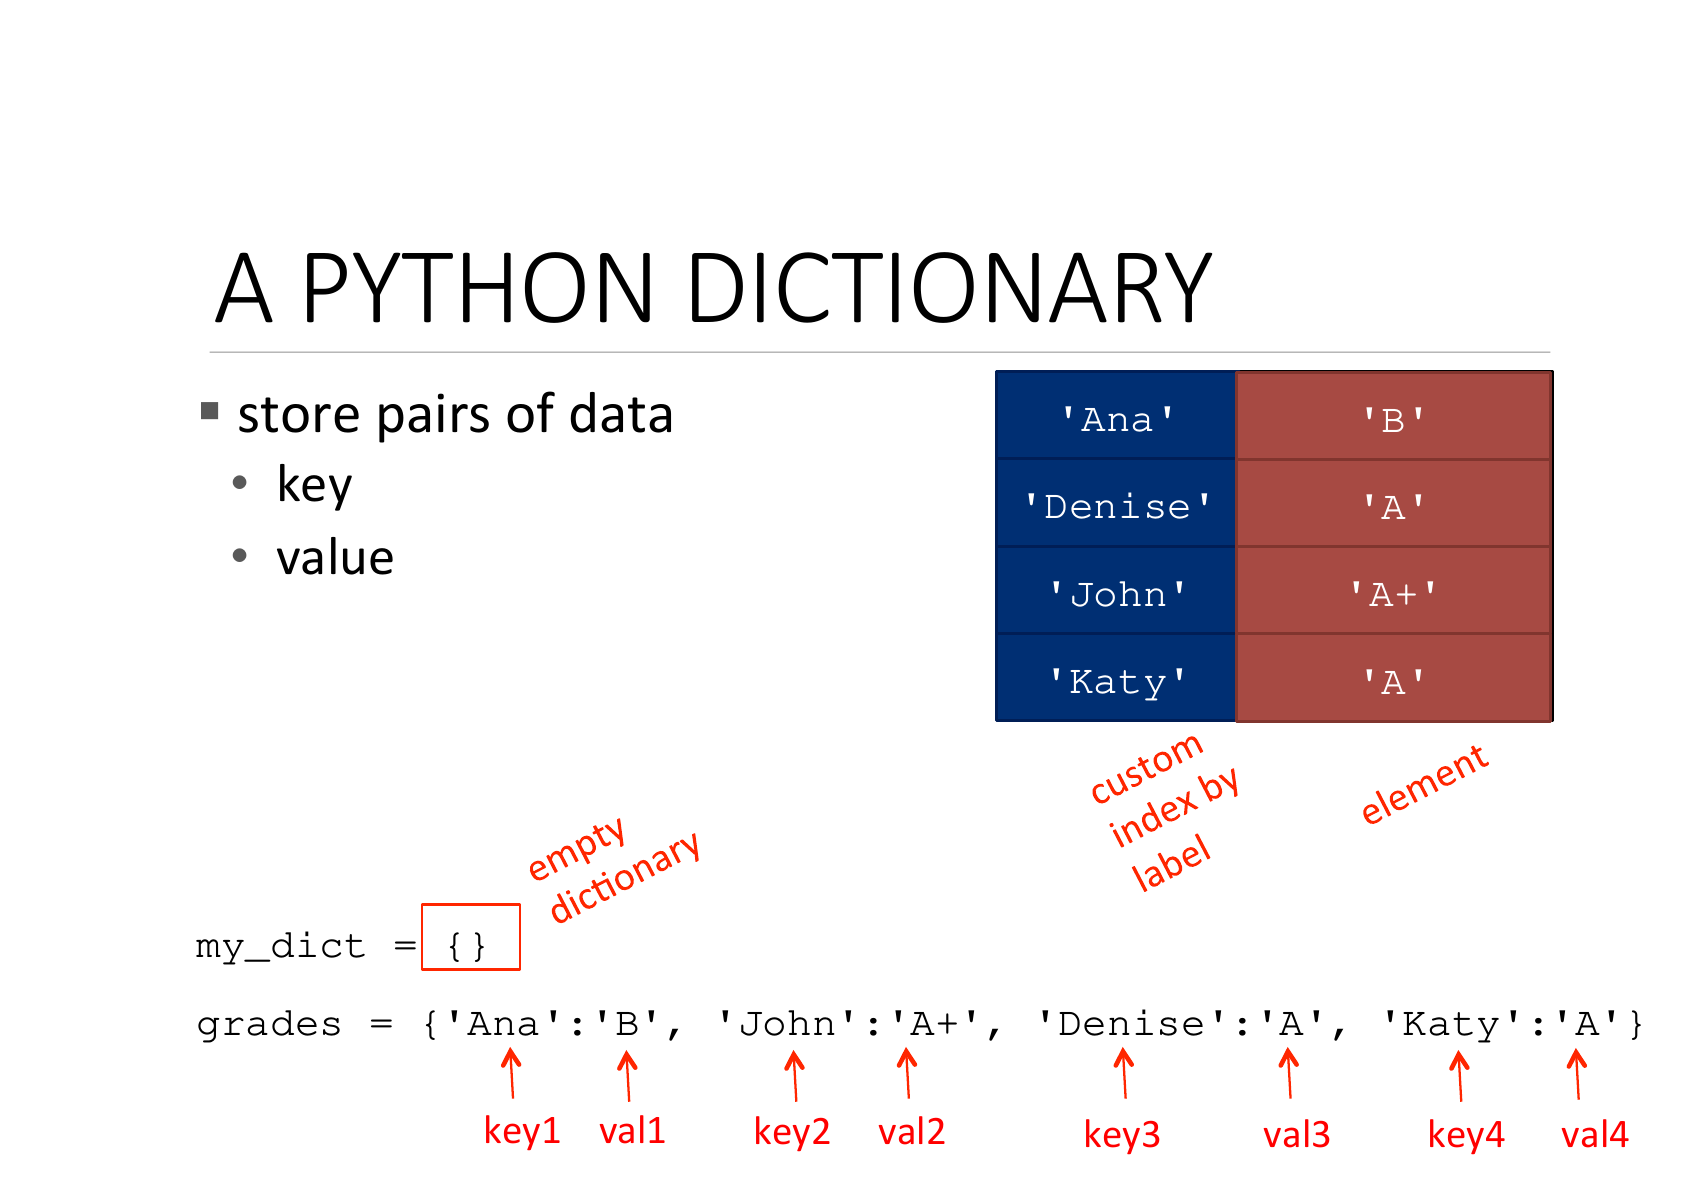 A PYTHON DICTIONARY
▪ store pairs of data
• key
• value
'Ana' 'B'
'Denise' 'A'
'John' 'A+'
'Katy' 'A'
custom
index by
label
element
empty
dictionary
my_dict = {}
grades = {'Ana':'B', 'John':'A+', 'Denise':'A', 'Katy':'A'}
key1 val1 key2 val2 key3 val3 key4 val4